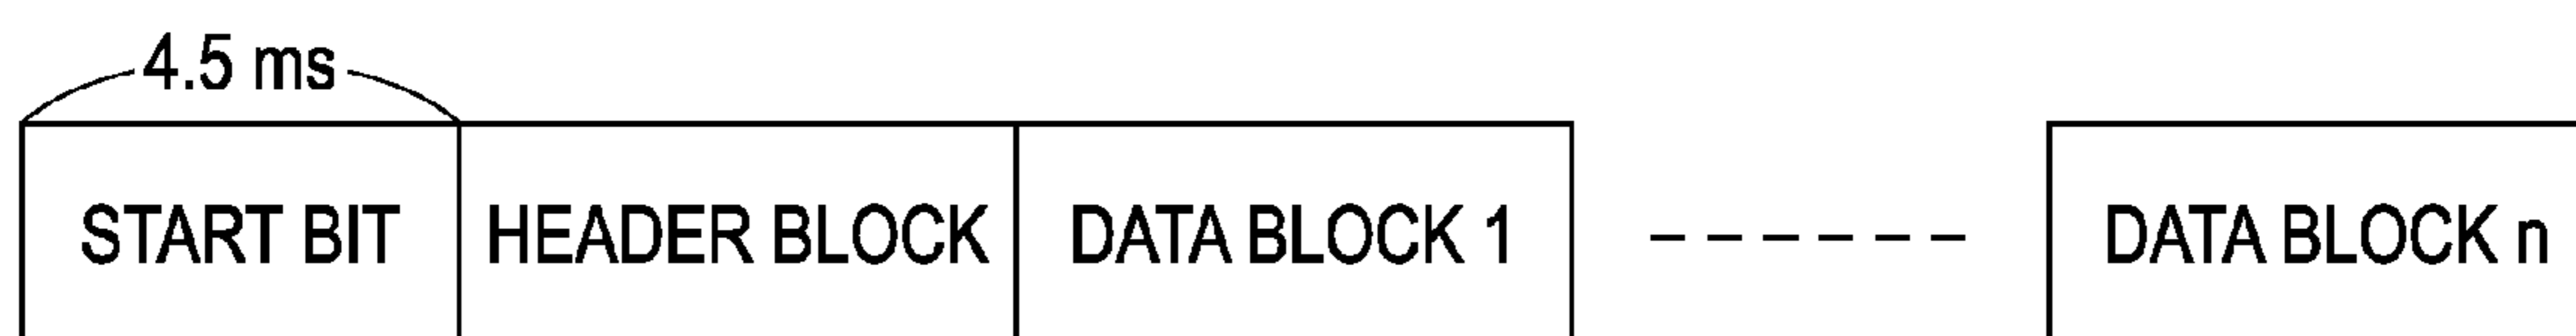 4.5 ms
START BIT HEADER BLOCK DATA BLOCK 1 DATA BLOCK n